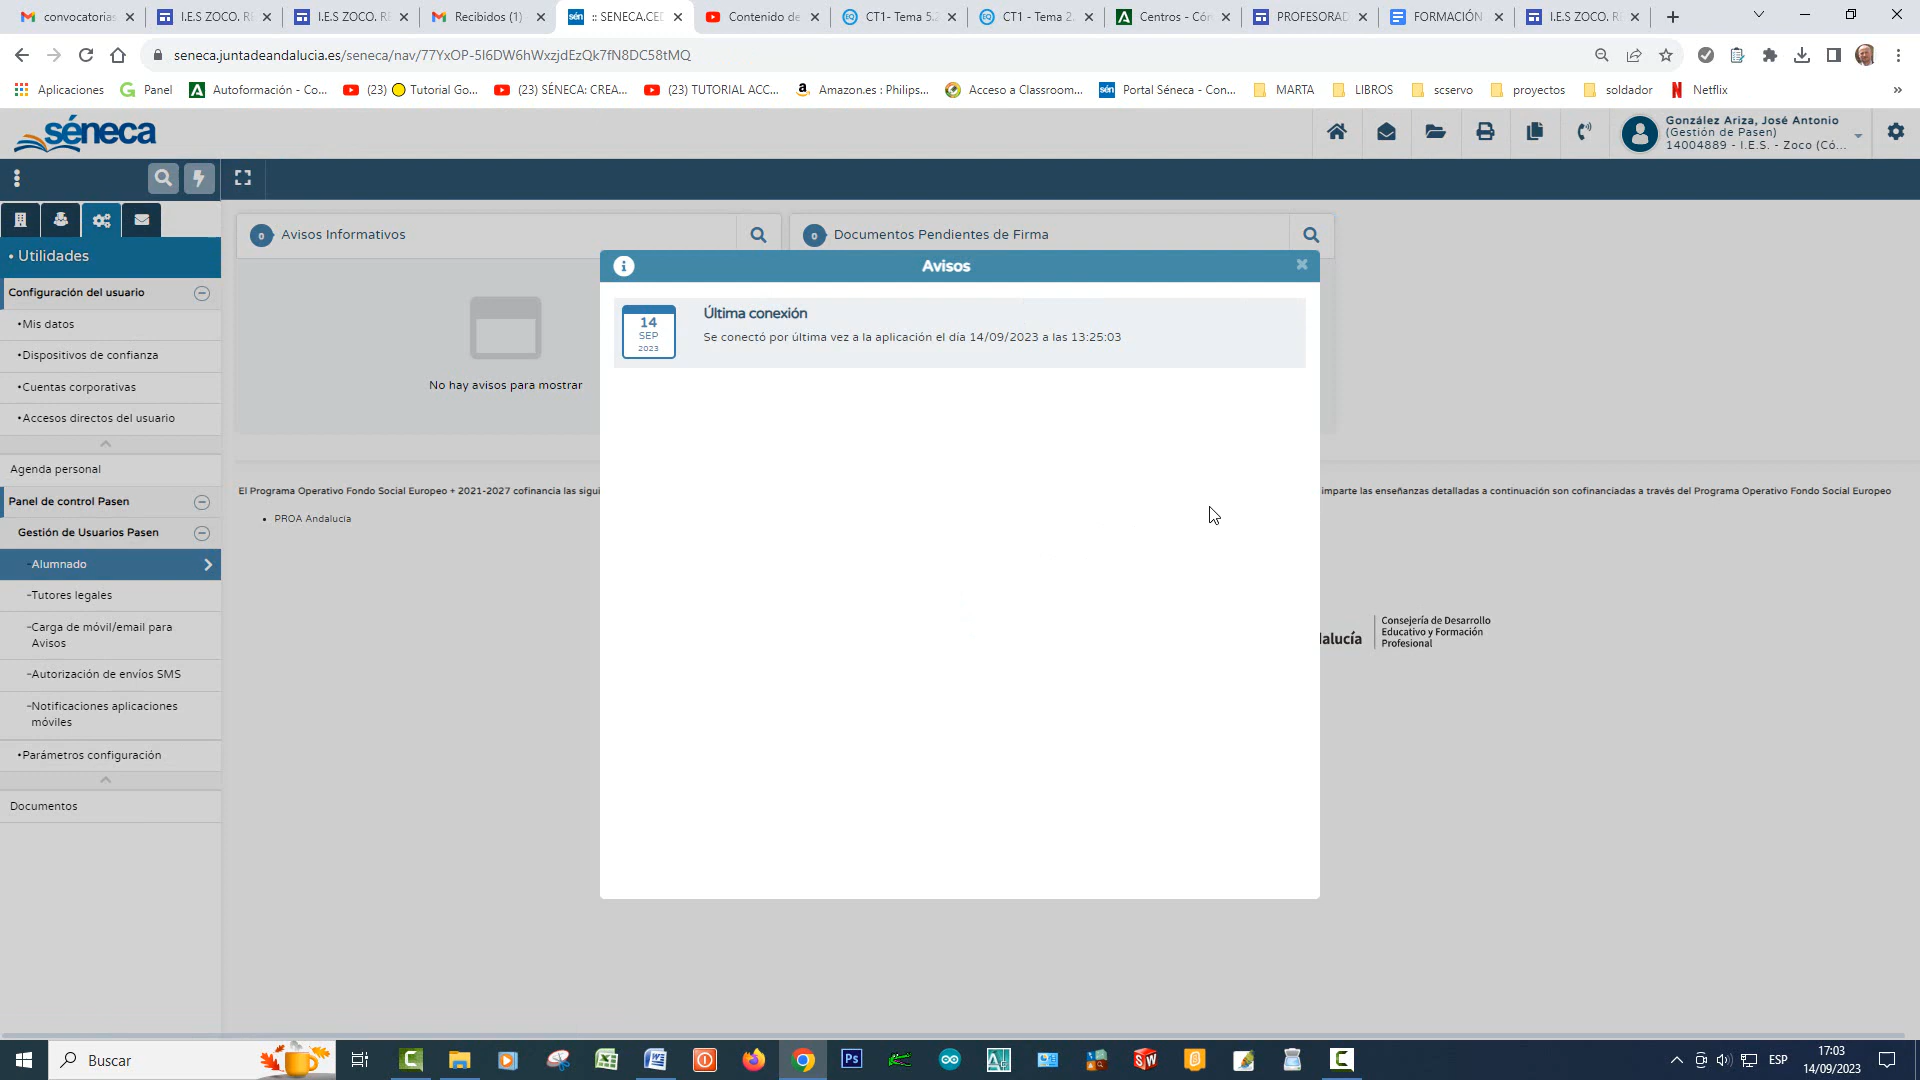 convocatorias
I.E.S ZOCO. RE
I.E.S ZOCO. RE
Recibidos (1)
:: SENECA.CED
Contenido de
CT1- Tema 5.2
CT1 - Tema 2.
Centros - Cón
PROFESORAD
FORMACIÓN
I.E.S ZOCO. RE
seneca.juntadeandalucia.es/seneca/nav/77YxOP-5I6DW6hWxzjdEzQk7fN8DC58tMQ
Aplicaciones
Panel
Autoformación - Co...
(23) Tutorial Go...
(23) SÉNECA: CREA...
(23) TUTORIAL ACC...
Amazon.es : Philips...
Acceso a Classroom...
Portal Séneca - Con...
MARTA
LIBROS
scservo
proyectos
soldador
Netflix
»
séneca
González Ariza, José Antonio
(Gestión de Pasen)
14004889 - I.E.S. - Zoco (Có...
• Utilidades
Configuración del usuario
•Mis datos
•Dispositivos de confianza
•Cuentas corporativas
•Accesos directos del usuario
Agenda personal
Panel de control Pasen
Gestión de Usuarios Pasen
-Alumnado
-Tutores legales
-Carga de móvil/email para
Avisos
-Autorización de envíos SMS
-Notificaciones aplicaciones
móviles
•Parámetros configuración
Documentos
0 Avisos Informativos
0 Documentos Pendientes de Firma
No hay avisos para mostrar
Avisos
14
SEP
2023
Última conexión
Se conectó por última vez a la aplicación el día 14/09/2023 a las 13:25:03
El Programa Operativo Fondo Social Europeo + 2021-2027 cofinancia las sigui
imparte las enseñanzas detalladas a continuación son cofinanciadas a través del Programa Operativo Fondo Social Europeo
• PROA Andalucía
alucía
Consejería de Desarrollo
Educativo y Formación
Profesional
Buscar
ESP
17:03
14/09/2023